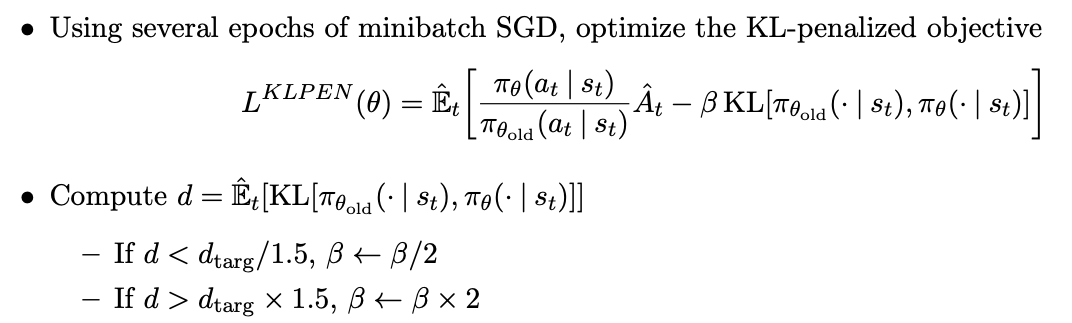 • Using several epochs of minibatch SGD, optimize the KL-penalized objective
L^{KLPEN}(θ) = Ê_t[ π_θ(a_t | s_t) / π_{θ_old}(a_t | s_t) Â_t − β KL[π_{θ_old}(· | s_t), π_θ(· | s_t)] ]
• Compute d = Ê_t[KL[π_{θ_old}(· | s_t), π_θ(· | s_t)]]
– If d < d_targ/1.5, β ← β/2
– If d > d_targ × 1.5, β ← β × 2